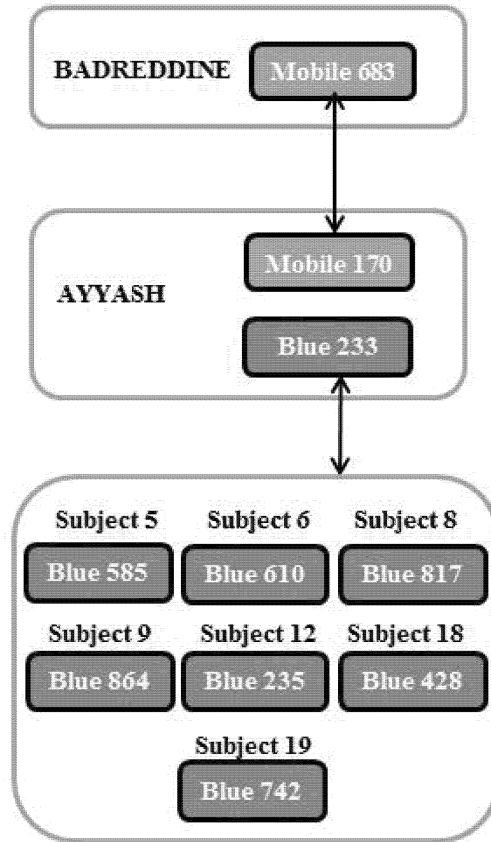 BADREDDINE Mobile 683
Mobile 170
AYYASH
Blue 233
Subject 5 Subject 6 Subject 8
Blue 585 Blue 610 Blue 817
Subject 9 Subject 12 Subject 18
Blue 864 Blue 235 Blue 428
Subject 19
Blue 742